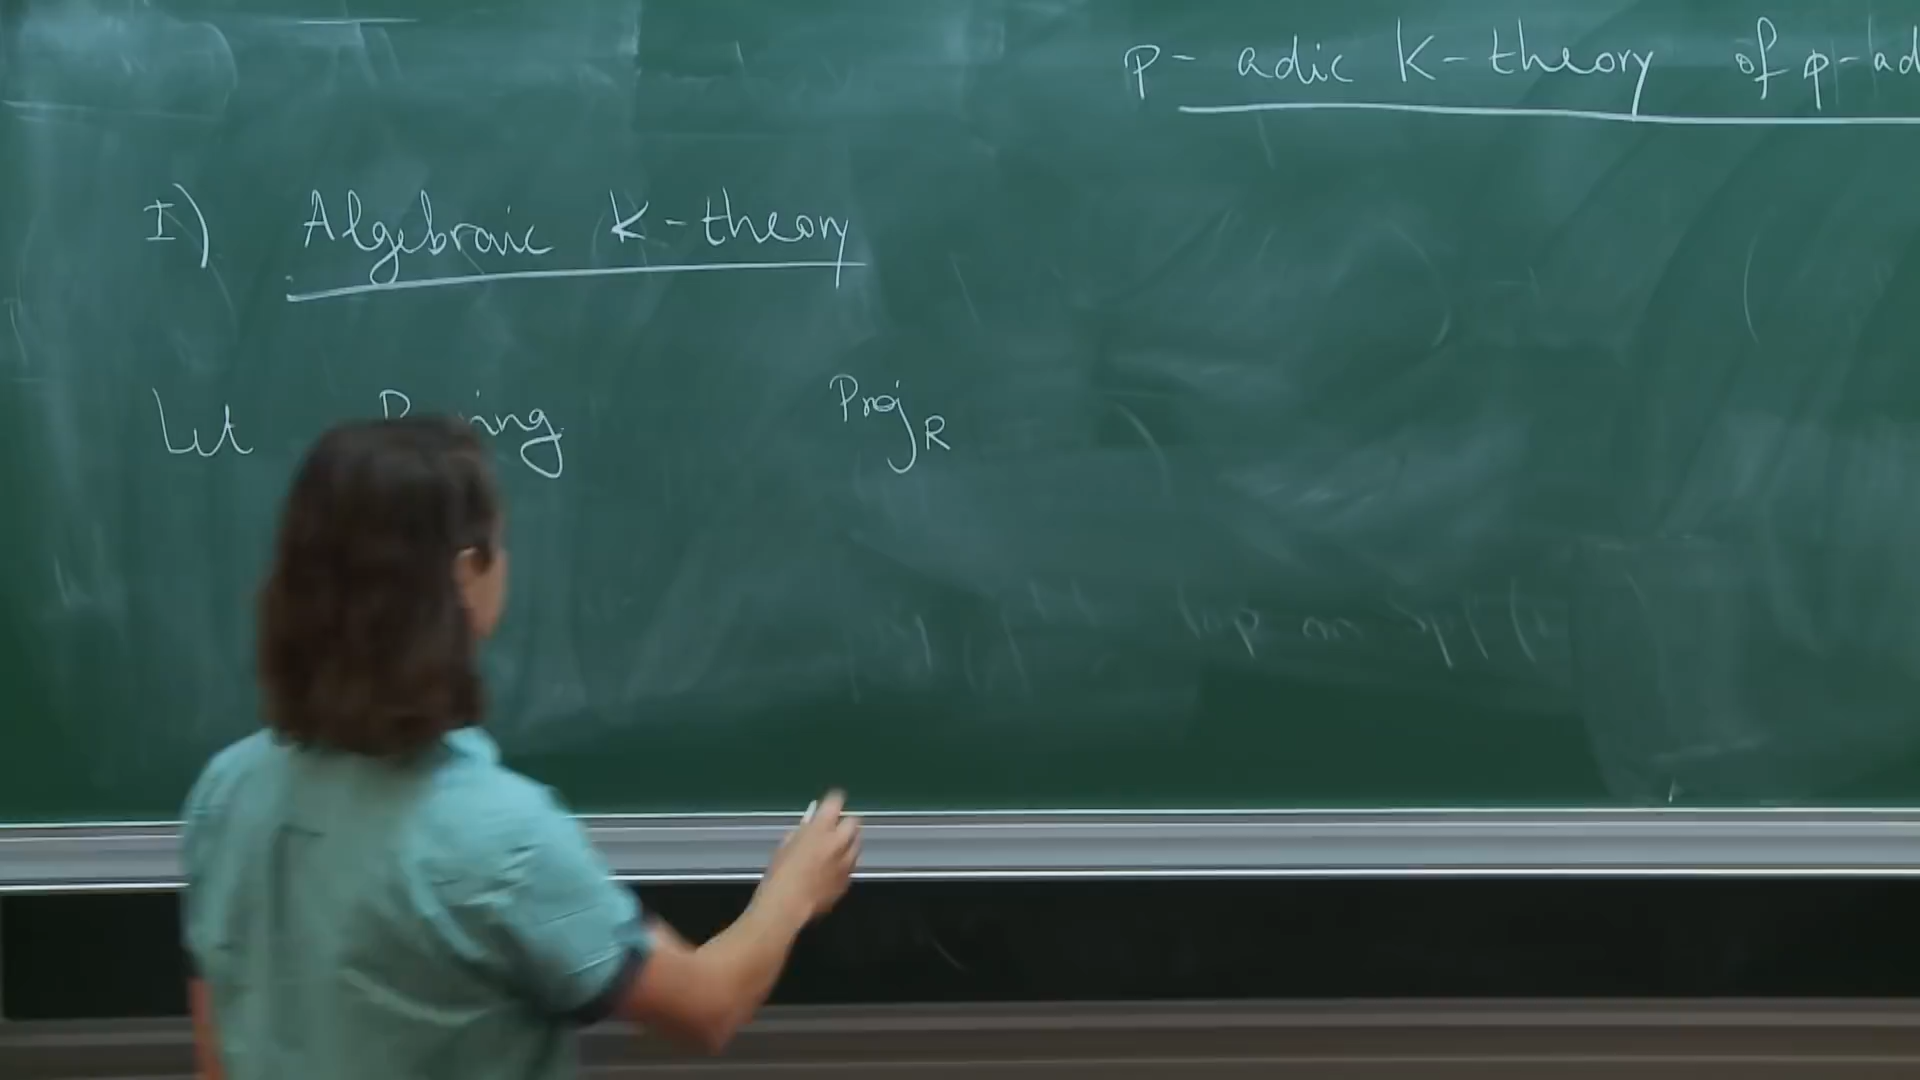 p-adic K-theory of p-ad
I) Algebraic K-theory
Let R ring Proj_R